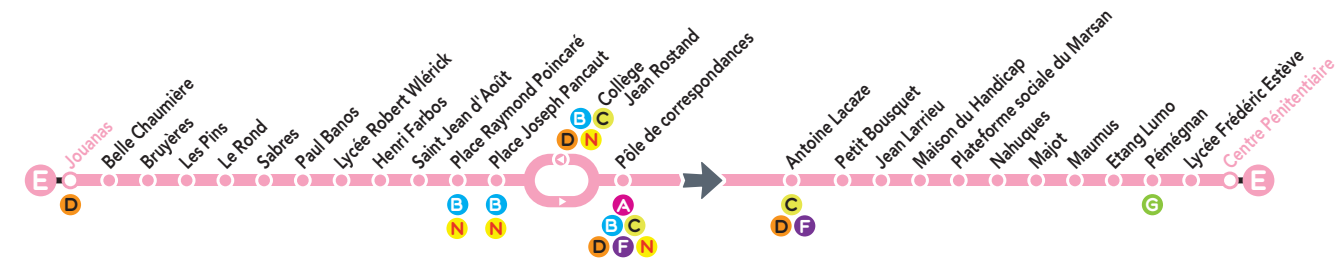 E
Jouanas
D
Belle Chaumière
Bruyères
Les Pins
Le Rond
Sabres
Paul Banos
Lycée Robert Wlérick
Henri Farbos
Saint Jean d'Août
Place Raymond Poincaré
B
N
Place Joseph Pancaut
B
N
Collège
Jean Rostand
B C
D N
Pôle de correspondances
A
B C
D F N
Antoine Lacaze
C
D F
Petit Bousquet
Jean Larrieu
Maison du Handicap
Plateforme sociale du Marsan
Nahuques
Majot
Maumus
Etang Lumo
Pémégnan
G
Lycée Frédéric Estève
Centre Pénitentiaire
E